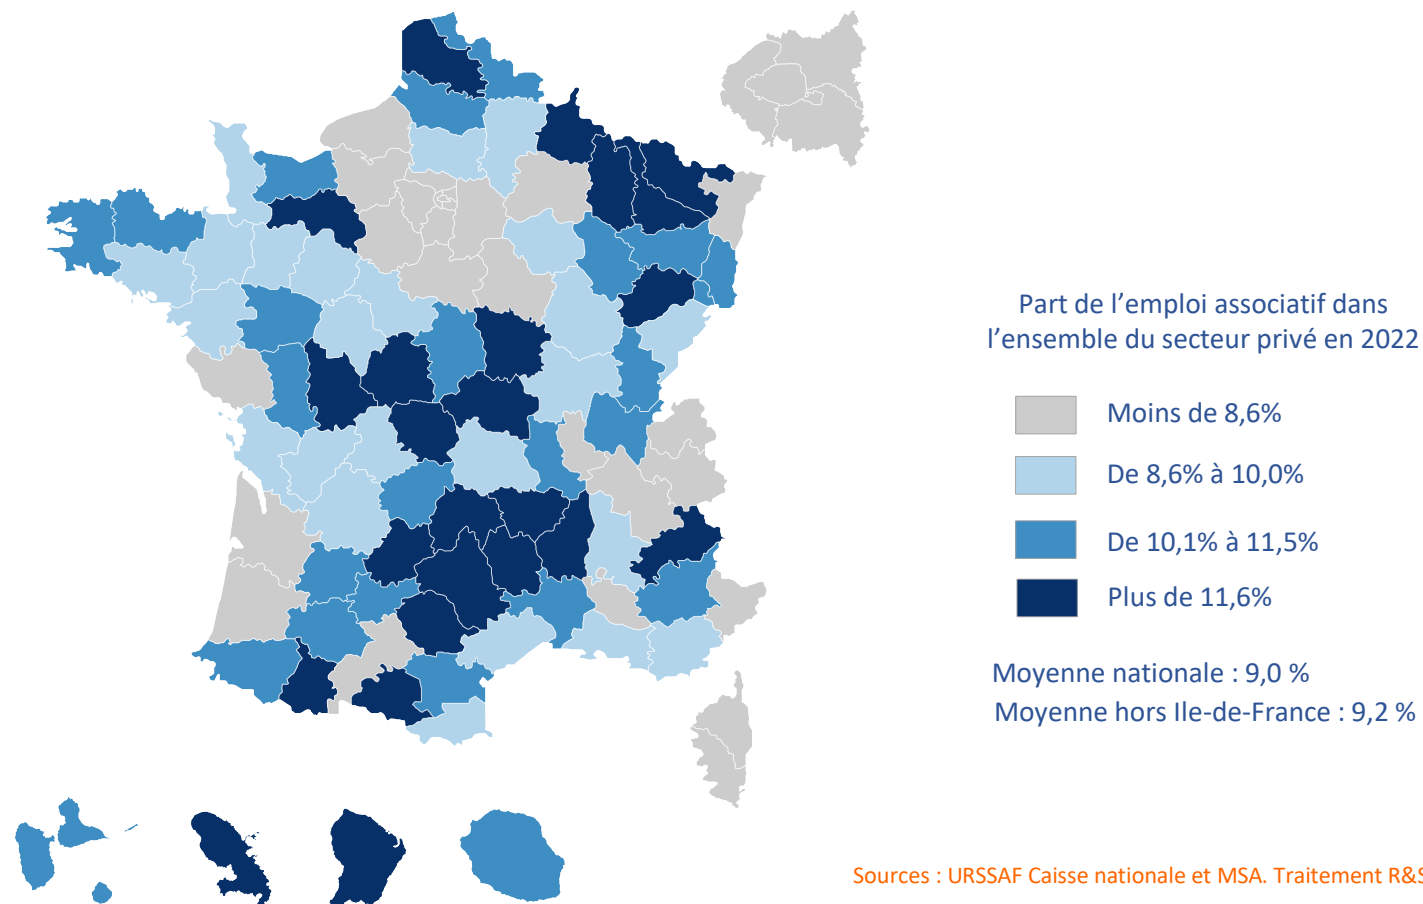 Part de l’emploi associatif dans
l’ensemble du secteur privé en 2022
Moins de 8,6%
De 8,6% à 10,0%
De 10,1% à 11,5%
Plus de 11,6%
Moyenne nationale : 9,0 %
Moyenne hors Ile-de-France : 9,2 %
Sources : URSSAF Caisse nationale et MSA. Traitement R&S